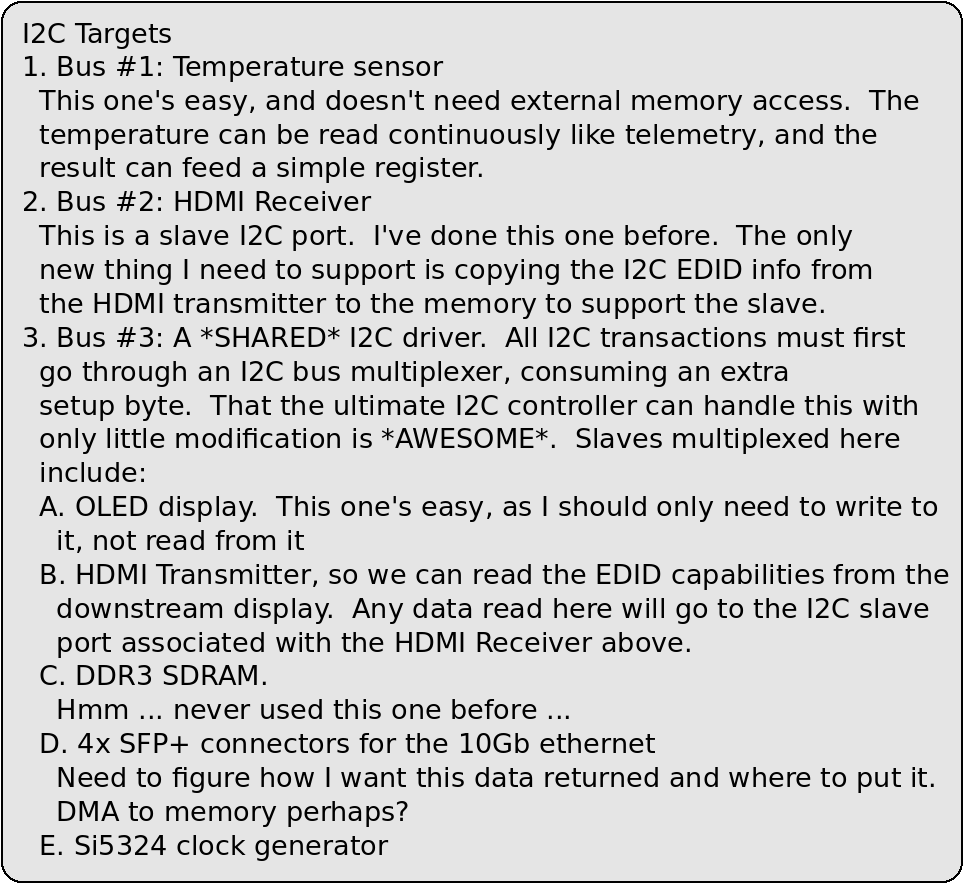 I2C Targets
1. Bus #1: Temperature sensor
This one's easy, and doesn't need external memory access.  The
temperature can be read continuously like telemetry, and the
result can feed a simple register.
2. Bus #2: HDMI Receiver
This is a slave I2C port.  I've done this one before.  The only
new thing I need to support is copying the I2C EDID info from
the HDMI transmitter to the memory to support the slave.
3. Bus #3: A *SHARED* I2C driver.  All I2C transactions must first
go through an I2C bus multiplexer, consuming an extra
setup byte.  That the ultimate I2C controller can handle this with
only little modification is *AWESOME*.  Slaves multiplexed here
include:
A. OLED display.  This one's easy, as I should only need to write to
it, not read from it
B. HDMI Transmitter, so we can read the EDID capabilities from the
downstream display.  Any data read here will go to the I2C slave
port associated with the HDMI Receiver above.
C. DDR3 SDRAM.
Hmm ... never used this one before ...
D. 4x SFP+ connectors for the 10Gb ethernet
Need to figure how I want this data returned and where to put it.
DMA to memory perhaps?
E. Si5324 clock generator